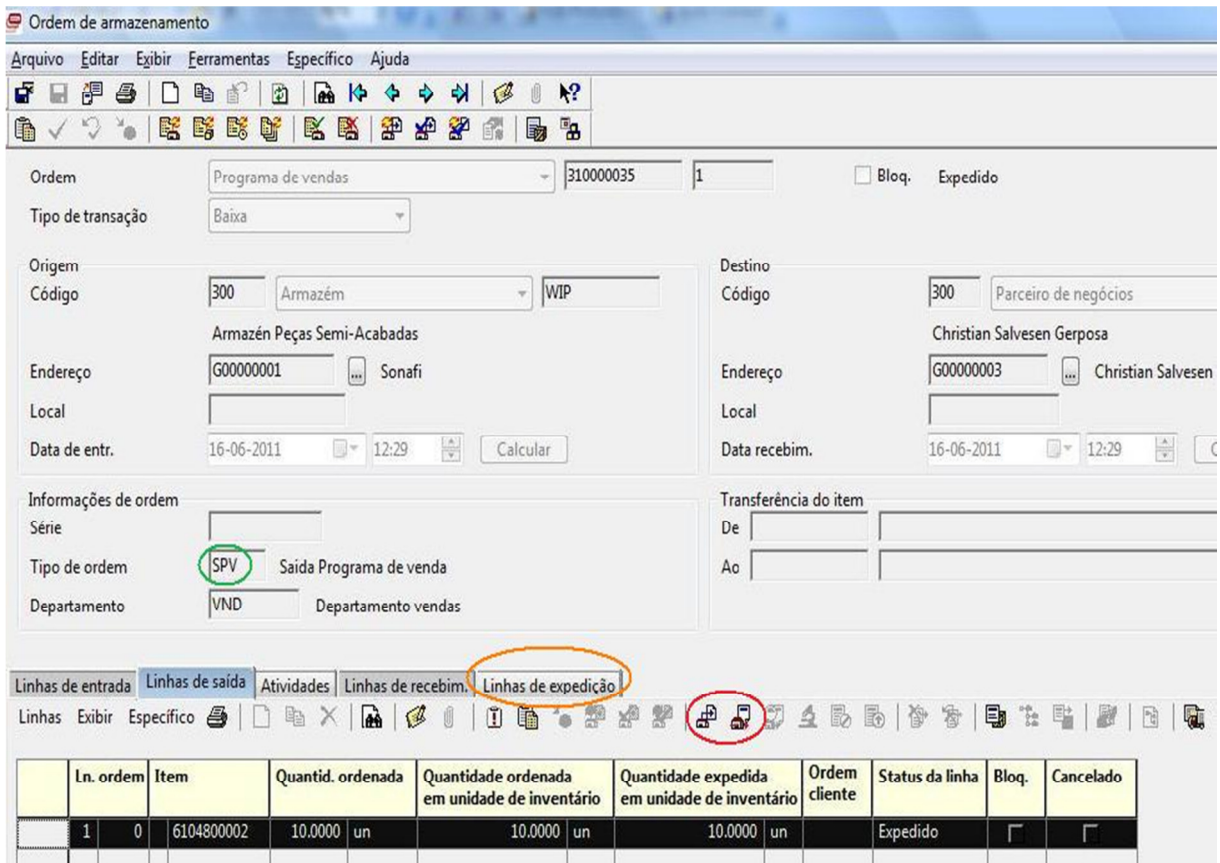 Ordem de armazenamento
Arquivo Editar Exibir Ferramentas Específico Ajuda
Ordem Programa de vendas 310000035 1 Bloq. Expedido
Tipo de transação Baixa
Origem Destino
Código 300 Armazém WIP Código 300 Parceiro de negócios
Armazén Peças Semi-Acabadas Christian Salvesen Gerposa
Endereço G00000001 ... Sonafi Endereço G00000003 ... Christian Salvesen
Local Local
Data de entr. 16-06-2011 12:29 Calcular Data recebim. 16-06-2011 12:29
Informações de ordem Transferência do item
Série De
Tipo de ordem SPV Saida Programa de venda Ao
Departamento VND Departamento vendas
Linhas de entrada Linhas de saída Atividades Linhas de recebim. Linhas de expedição
Linhas Exibir Específico
Ln. ordem Item Quantid. ordenada Quantidade ordenada Quantidade expedida Ordem Status da linha Bloq. Cancelado
em unidade de inventário em unidade de inventário cliente
1 0 6104800002 10.0000 un 10.0000 un 10.0000 un Expedido